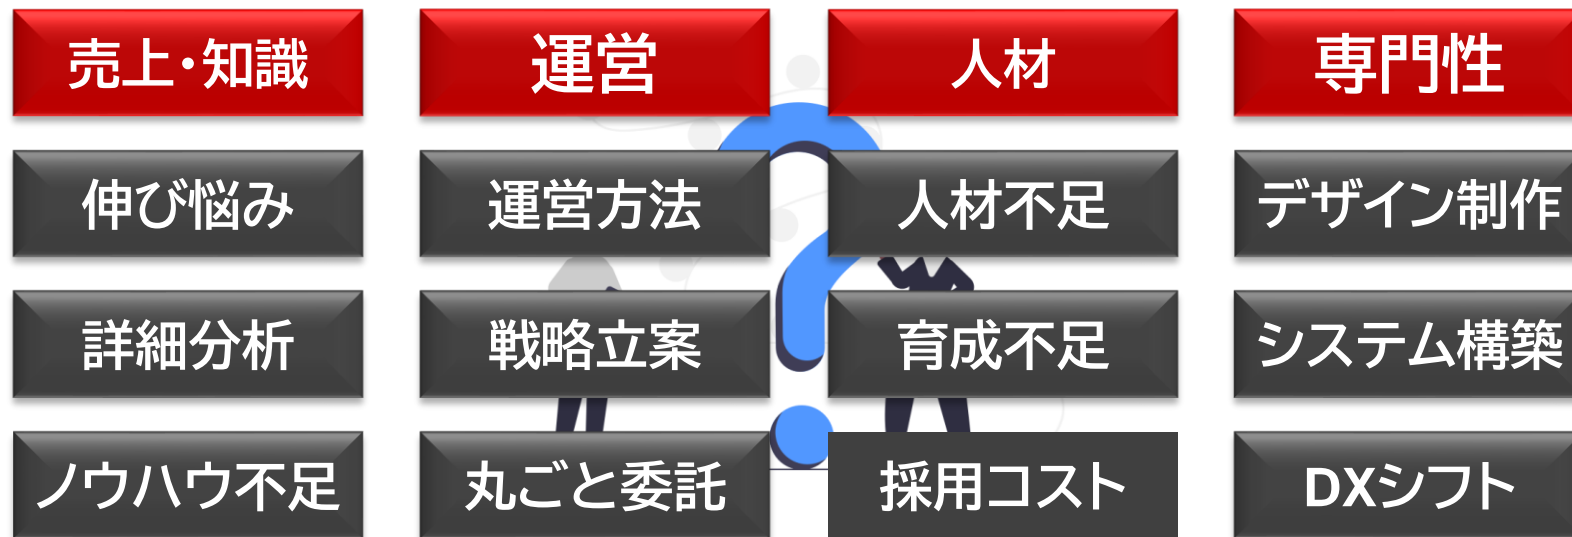 売上・知識
運営
人材
専門性
伸び悩み
運営方法
人材不足
デザイン制作
詳細分析
戦略立案
育成不足
システム構築
ノウハウ不足
丸ごと委託
採用コスト
DXシフト